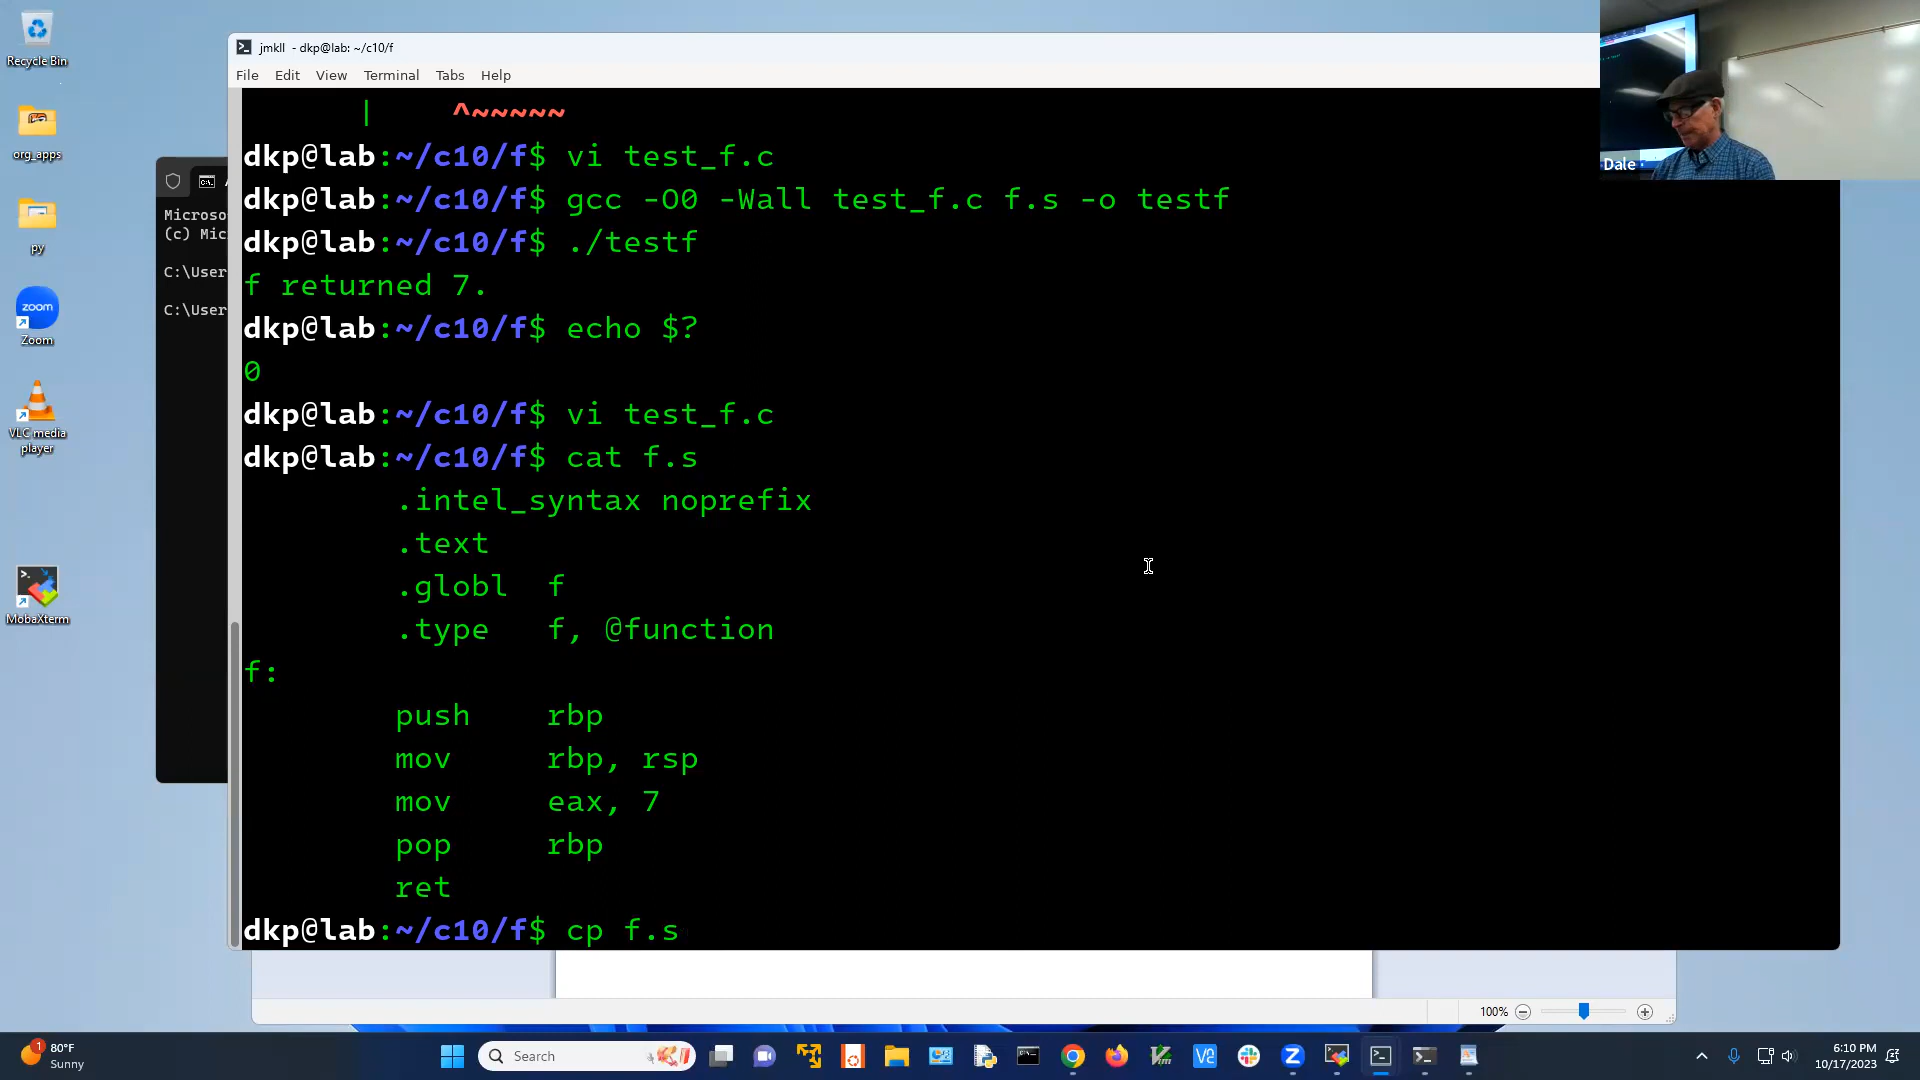 Recycle Bin
org_apps
py
zoom
Zoom
VLC media
player
MobaXterm
Microso
(c) Mic
C:\User
C:\User
jmkll - dkp@lab: ~/c10/f
File Edit View Terminal Tabs Help
| ^~~~~~
dkp@lab:~/c10/f$ vi test_f.c
dkp@lab:~/c10/f$ gcc -O0 -Wall test_f.c f.s -o testf
dkp@lab:~/c10/f$ ./testf
f returned 7.
dkp@lab:~/c10/f$ echo $?
0
dkp@lab:~/c10/f$ vi test_f.c
dkp@lab:~/c10/f$ cat f.s
.intel_syntax noprefix
.text
.globl f
.type f, @function
f:
push rbp
mov rbp, rsp
mov eax, 7
pop rbp
ret
dkp@lab:~/c10/f$ cp f.s
Dale
100%
1
80°F
Sunny
Search
zoom
6:10 PM
10/17/2023